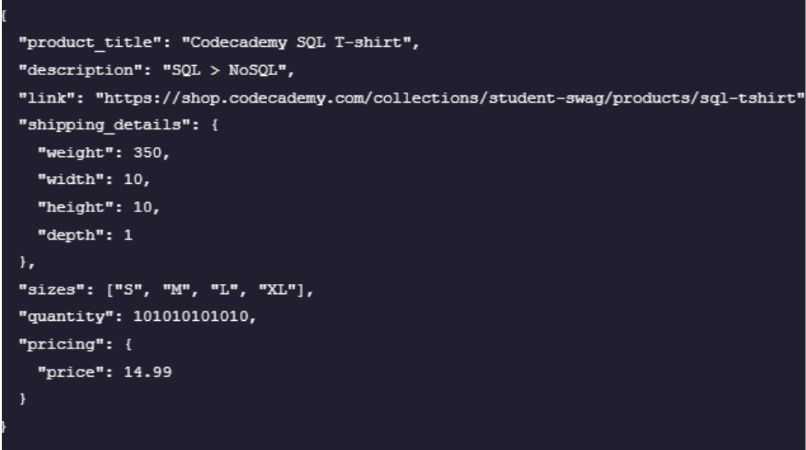 {
"product_title": "Codecademy SQL T-shirt",
"description": "SQL > NoSQL",
"link": "https://shop.codecademy.com/collections/student-swag/products/sql-tshirt"
"shipping_details": {
"weight": 350,
"width": 10,
"height": 10,
"depth": 1
},
"sizes": ["S", "M", "L", "XL"],
"quantity": 101010101010,
"pricing": {
"price": 14.99
}
}